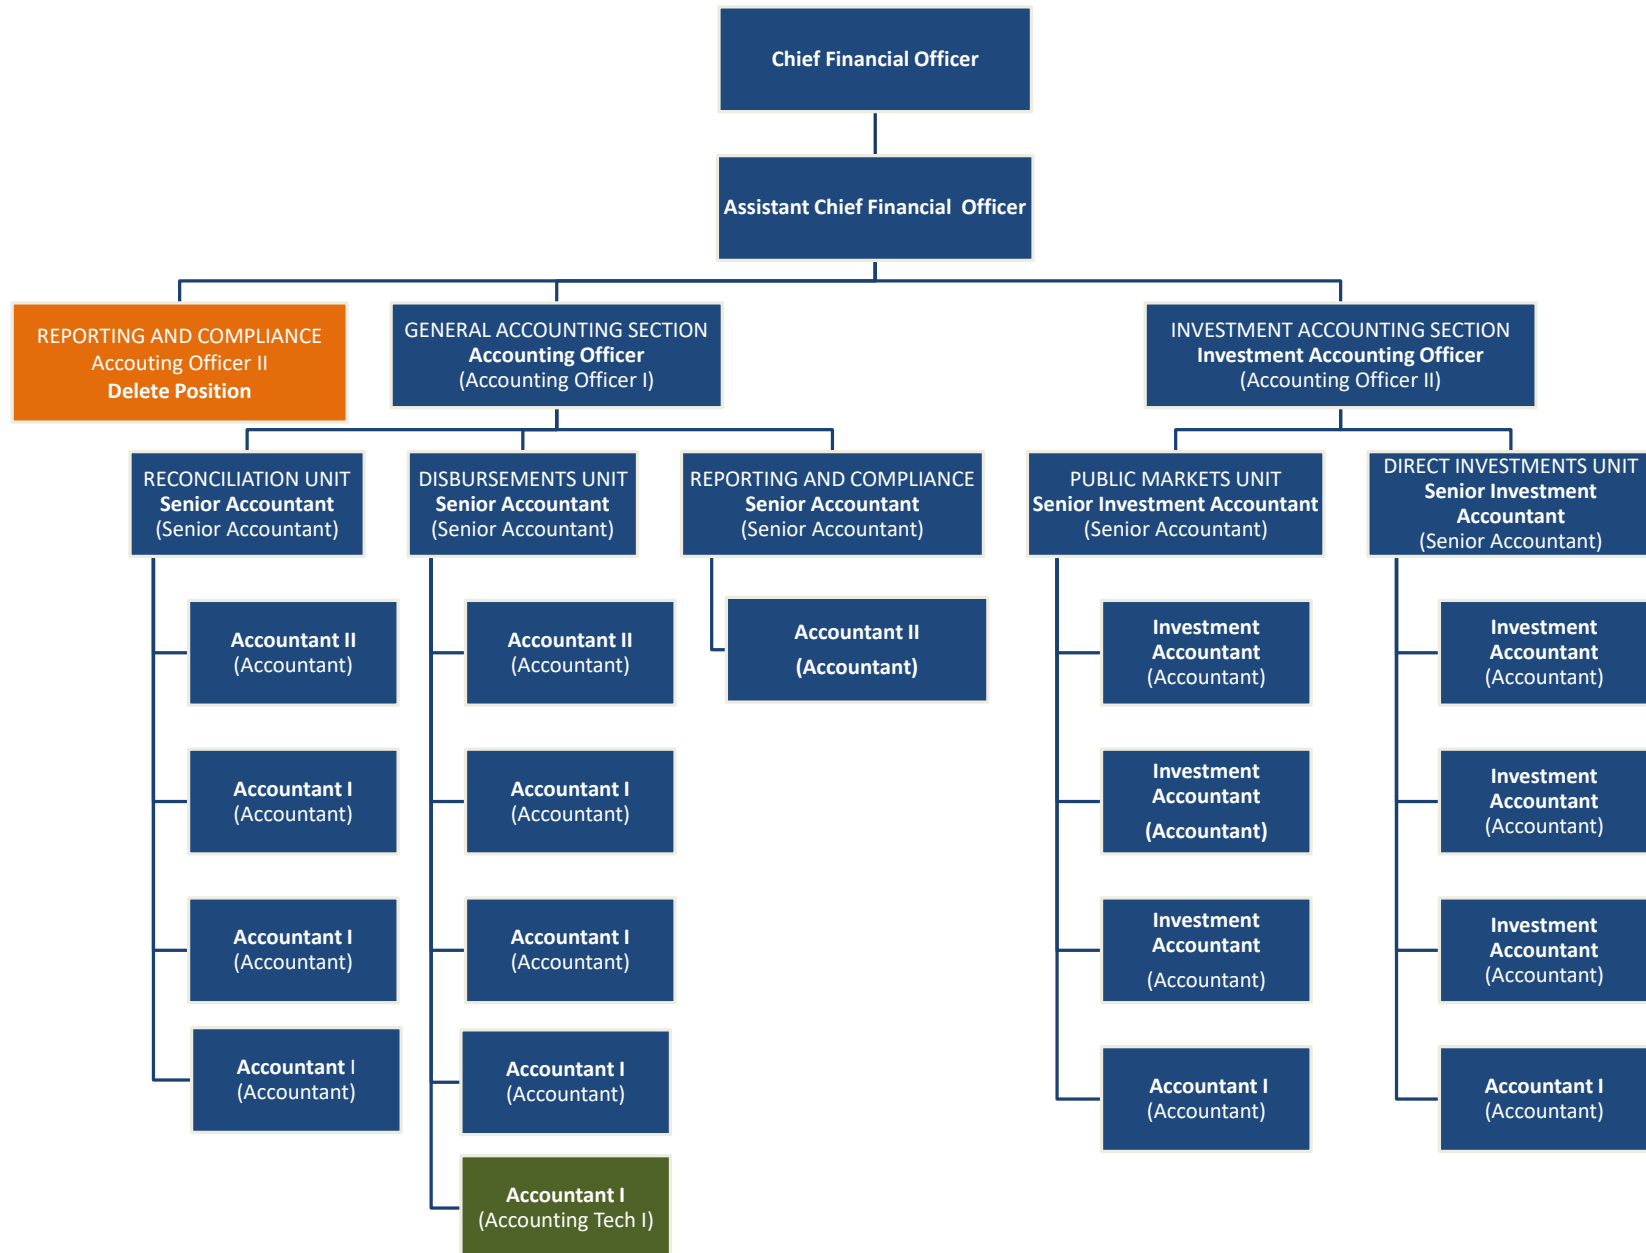 Chief Financial Officer
Assistant Chief Financial  Officer
REPORTING AND COMPLIANCE
Accouting Officer II
Delete Position
GENERAL ACCOUNTING SECTION
Accounting Officer
(Accounting Officer I)
INVESTMENT ACCOUNTING SECTION
Investment Accounting Officer
(Accounting Officer II)
RECONCILIATION UNIT
Senior Accountant
(Senior Accountant)
DISBURSEMENTS UNIT
Senior Accountant
(Senior Accountant)
REPORTING AND COMPLIANCE
Senior Accountant
(Senior Accountant)
PUBLIC MARKETS UNIT
Senior Investment Accountant
(Senior Accountant)
DIRECT INVESTMENTS UNIT
Senior Investment
Accountant
(Senior Accountant)
Accountant II
(Accountant)
Accountant II
(Accountant)
Accountant II
(Accountant)
Investment
Accountant
(Accountant)
Investment
Accountant
(Accountant)
Accountant I
(Accountant)
Accountant I
(Accountant)
Investment
Accountant
(Accountant)
Investment
Accountant
(Accountant)
Accountant I
(Accountant)
Accountant I
(Accountant)
Investment
Accountant
(Accountant)
Investment
Accountant
(Accountant)
Accountant I
(Accountant)
Accountant I
(Accountant)
Accountant I
(Accountant)
Accountant I
(Accountant)
Accountant I
(Accounting Tech I)